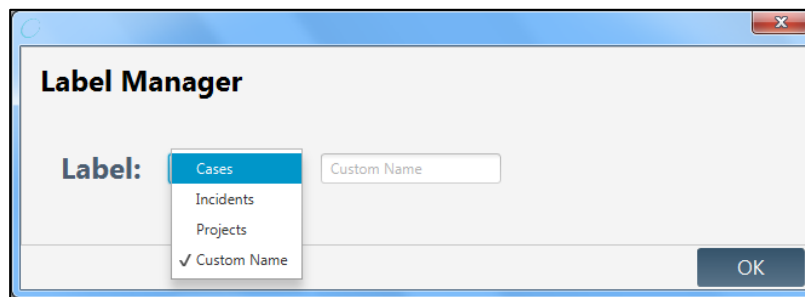 Label Manager
Label:
Cases
Custom Name
Incidents
Projects
✓ Custom Name
OK